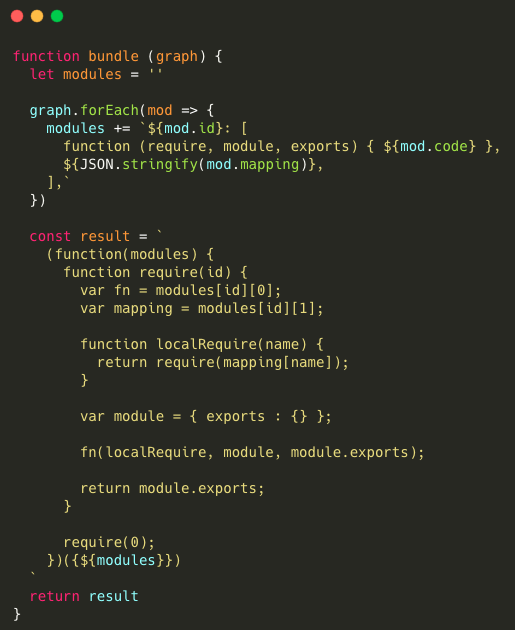 function bundle (graph) {
  let modules = ''

  graph.forEach(mod => {
    modules += `${mod.id}: [
      function (require, module, exports) { ${mod.code} },
      ${JSON.stringify(mod.mapping)},
    ],`
  })

  const result = `
    (function(modules) {
      function require(id) {
        var fn = modules[id][0];
        var mapping = modules[id][1];

        function localRequire(name) {
          return require(mapping[name]);
        }

        var module = { exports : {} };

        fn(localRequire, module, module.exports);

        return module.exports;
      }

      require(0);
    })({${modules}})
  `
  return result
}